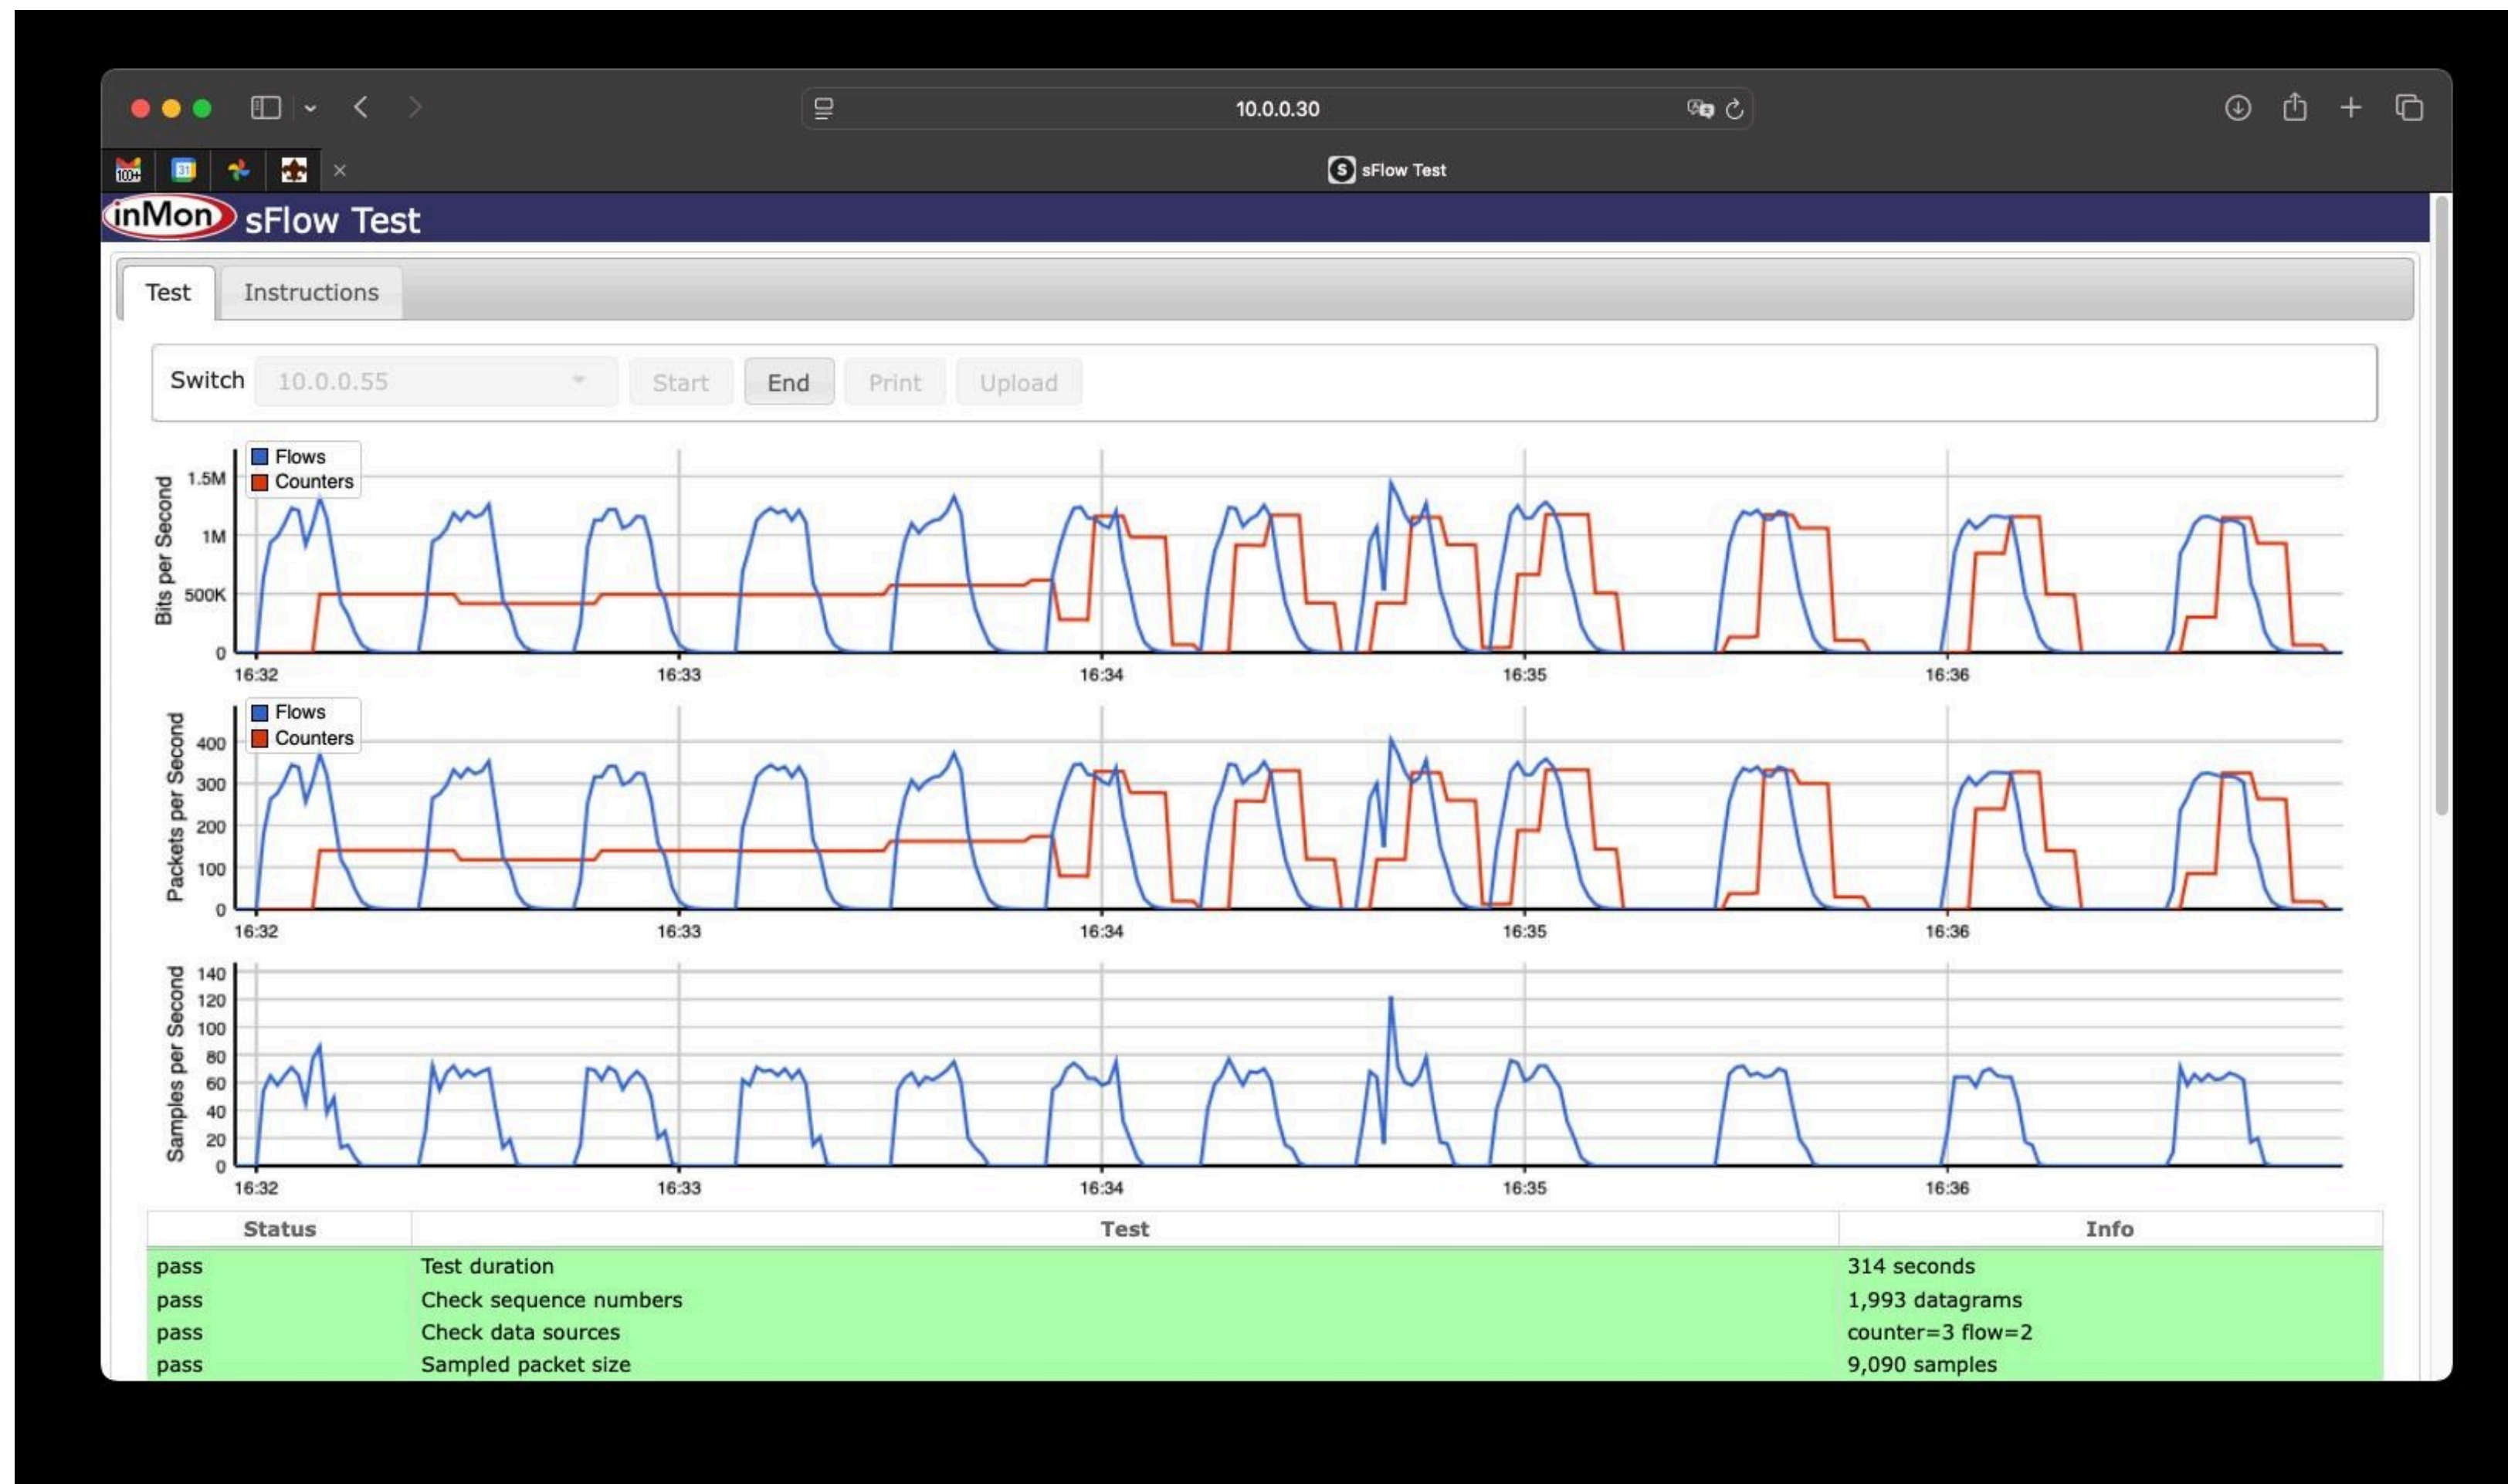 10.0.0.30
100+
31
S sFlow Test
inMon sFlow Test
Test Instructions
Switch 10.0.0.55 Start End Print Upload
Bits per Second
Flows
Counters
1.5M
1M
500K
0
16:32 16:33 16:34 16:35 16:36
Packets per Second
Flows
Counters
400
300
200
100
0
16:32 16:33 16:34 16:35 16:36
Samples per Second
140
120
100
80
60
40
20
0
16:32 16:33 16:34 16:35 16:36
Status Test Info
pass Test duration 314 seconds
pass Check sequence numbers 1,993 datagrams
pass Check data sources counter=3 flow=2
pass Sampled packet size 9,090 samples